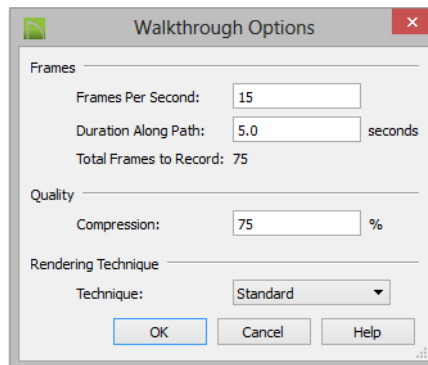 Walkthrough Options
Frames
Frames Per Second: 15
Duration Along Path: 5.0 seconds
Total Frames to Record: 75
Quality
Compression: 75 %
Rendering Technique
Technique: Standard
OK Cancel Help